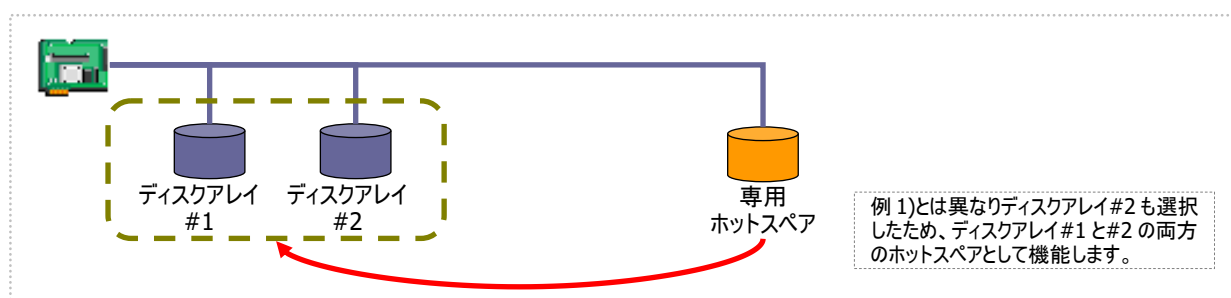 ディスクアレイ
#1
ディスクアレイ
#2
専用
ホットスペア
例 1)とは異なりディスクアレイ#2 も選択
したため、ディスクアレイ#1 と#2 の両方
のホットスペアとして機能します。